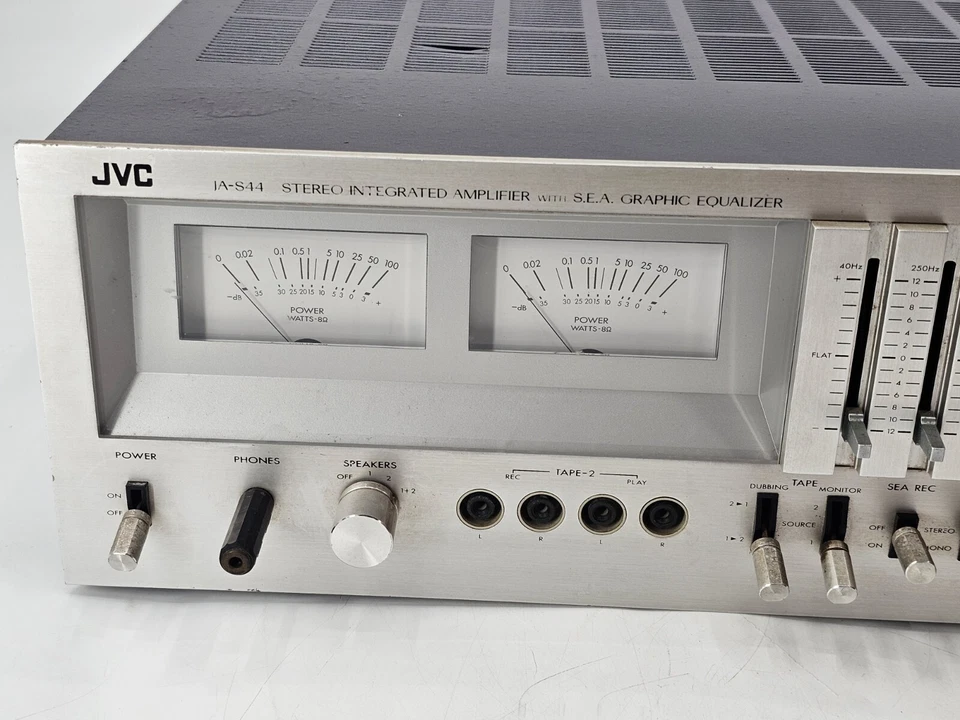 JVC
JA-S44 STEREO INTEGRATED AMPLIFIER WITH S.E.A. GRAPHIC EQUALIZER
0 0.02 0.1 0.5 1 5 10 25 50 100
-dB 35 30 25 20 15 10 5 3 0 3 +
POWER
WATTS-8Ω
0 0.02 0.1 0.5 1 5 10 25 50 100
-dB 35 30 25 20 15 10 5 3 0 3 +
POWER
WATTS-8Ω
40Hz 250Hz
+ 12
10
8
6
4
2
FLAT 0
2
4
6
8
10
12
POWER
ON
OFF
PHONES
SPEAKERS
OFF 1 2 1+2
TAPE-2
REC PLAY
L R L R
TAPE
DUBBING MONITOR
2►1 2
SOURCE
1►2 1
SEA REC
OFF STEREO
ON MONO